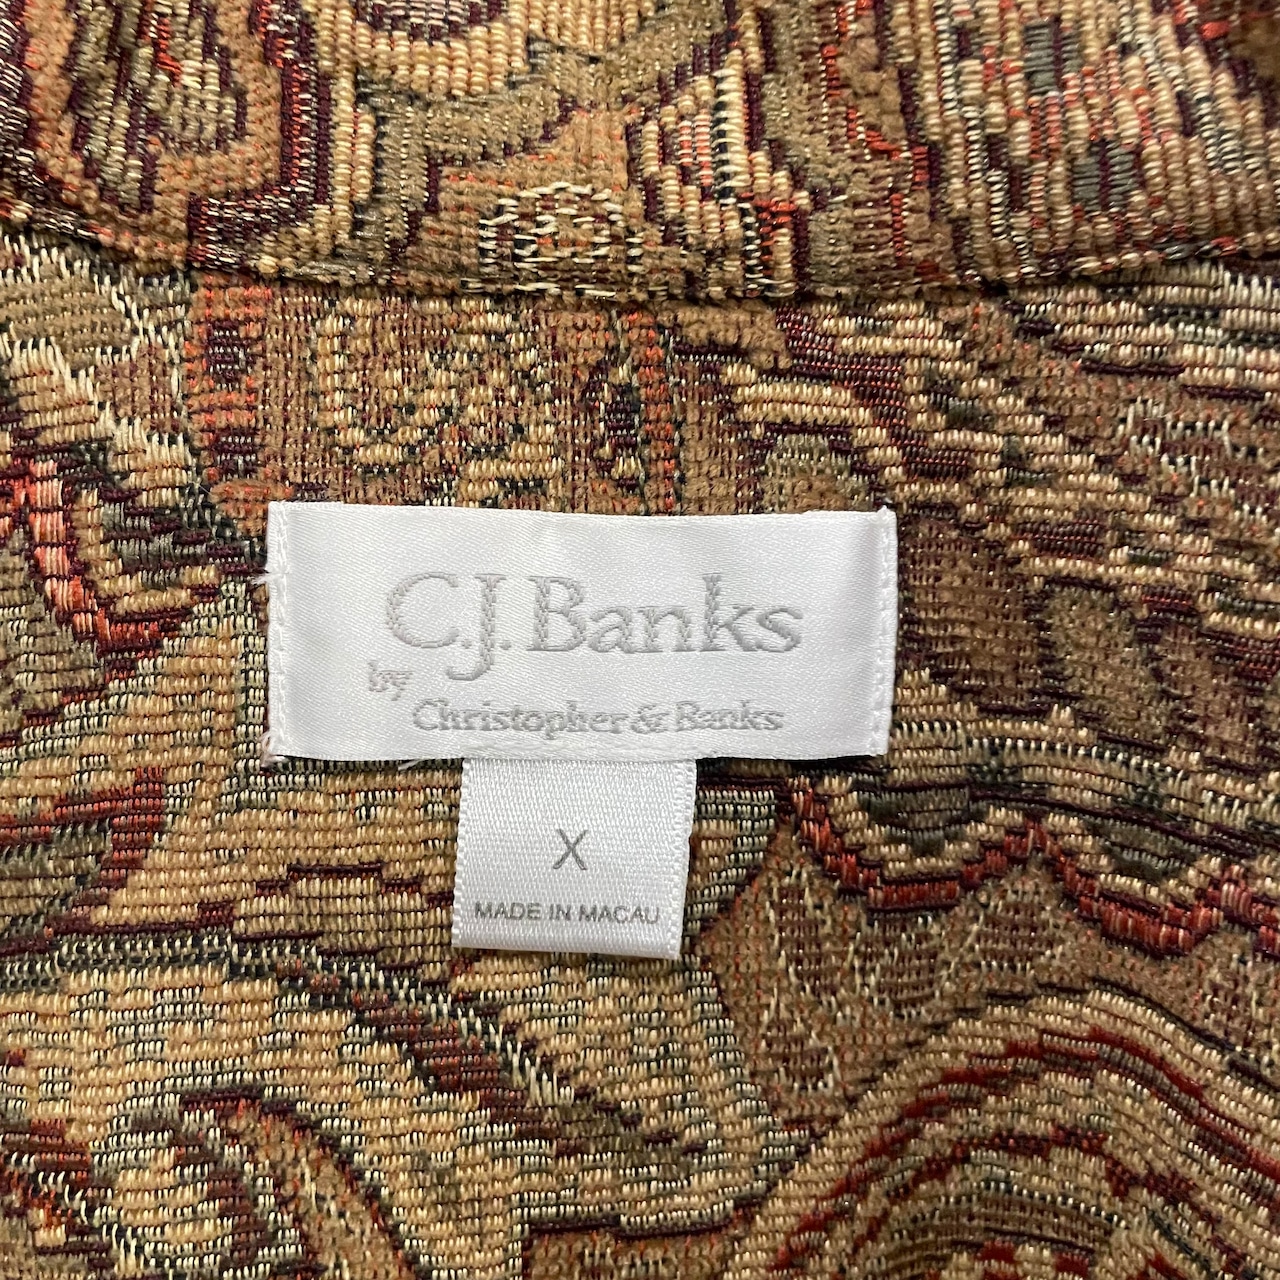 C.J. Banks
by
Christopher & Banks
X
MADE IN MACAU